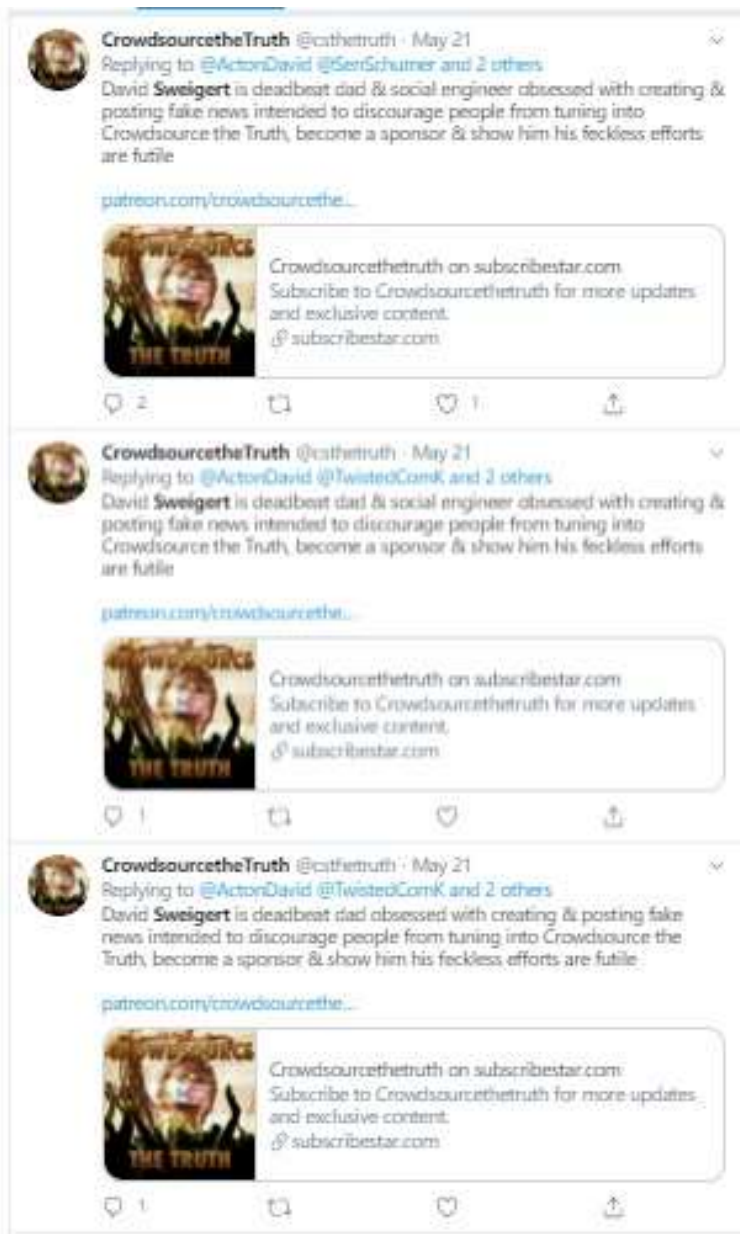 CrowdsourcetheTruth @csthetruth · May 21
Replying to @ActonDavid @SenSchumer and 2 others
David Sweigert is deadbeat dad & social engineer obsessed with creating &
posting fake news intended to discourage people from tuning into
Crowdsource the Truth, become a sponsor & show him his feckless efforts
are futile
patreon.com/crowdsourcethe...
CROWDSOURCE
THE TRUTH
Crowdsourcethetruth on subscribestar.com
Subscribe to Crowdsourcethetruth for more updates
and exclusive content.
subscribestar.com
2 1
CrowdsourcetheTruth @csthetruth · May 21
Replying to @ActonDavid @TwistedComK and 2 others
David Sweigert is deadbeat dad & social engineer obsessed with creating &
posting fake news intended to discourage people from tuning into
Crowdsource the Truth, become a sponsor & show him his feckless efforts
are futile
patreon.com/crowdsourcethe...
CROWDSOURCE
THE TRUTH
Crowdsourcethetruth on subscribestar.com
Subscribe to Crowdsourcethetruth for more updates
and exclusive content.
subscribestar.com
1
CrowdsourcetheTruth @csthetruth · May 21
Replying to @ActonDavid @TwistedComK and 2 others
David Sweigert is deadbeat dad obsessed with creating & posting fake
news intended to discourage people from tuning into Crowdsource the
Truth, become a sponsor & show him his feckless efforts are futile
patreon.com/crowdsourcethe...
CROWDSOURCE
THE TRUTH
Crowdsourcethetruth on subscribestar.com
Subscribe to Crowdsourcethetruth for more updates
and exclusive content.
subscribestar.com
1